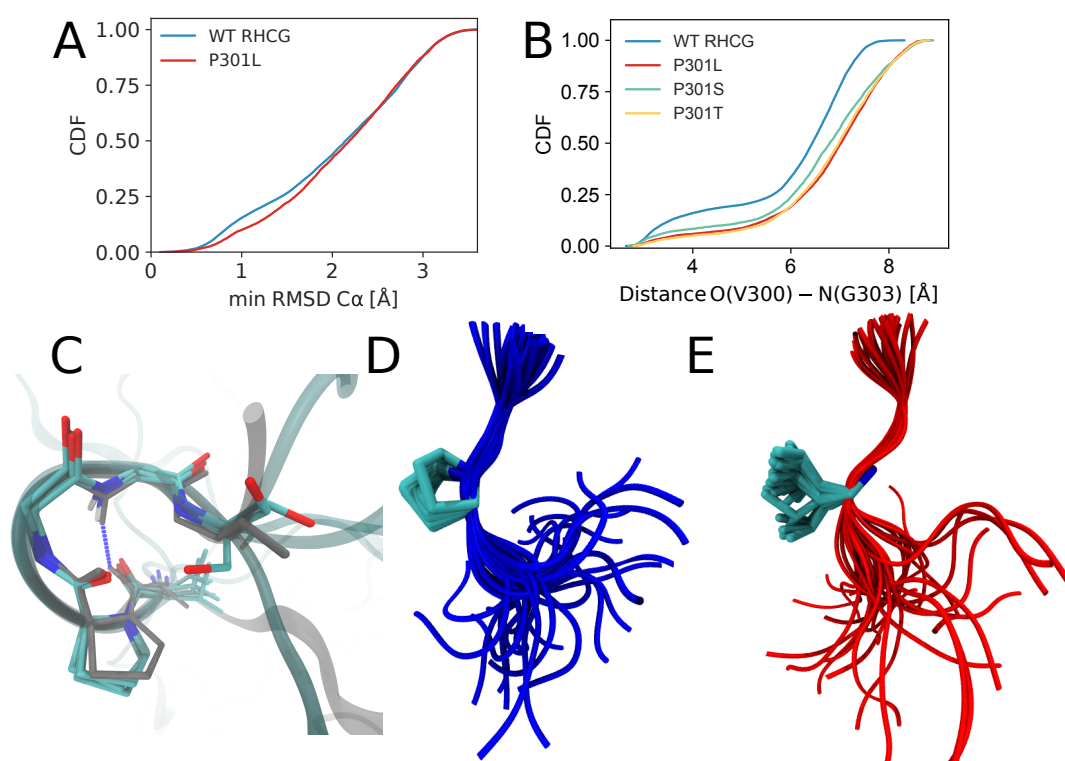 A
1.00
0.75
0.50
0.25
0.00
CDF
WT RHCG
P301L
0
1
2
3
min RMSD Cα [Å]
B
1.00
0.75
0.50
0.25
0.00
CDF
WT RHCG
P301L
P301S
P301T
4
6
8
Distance O(V300) – N(G303) [Å]
C
D
E